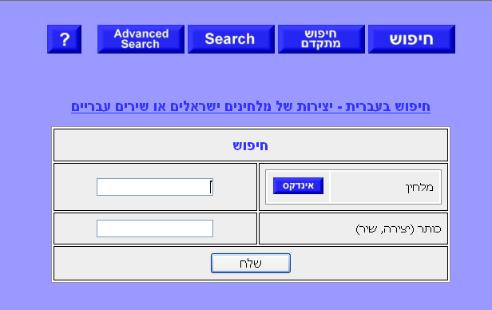 חיפוש
חיפוש
מתקדם
Search
Advanced
Search
?
חיפוש בעברית - יצירות של מלחינים ישראלים או שירים עבריים
חיפוש
מלחין
אינדקס
כותר (יצירה, שיר)
שלח